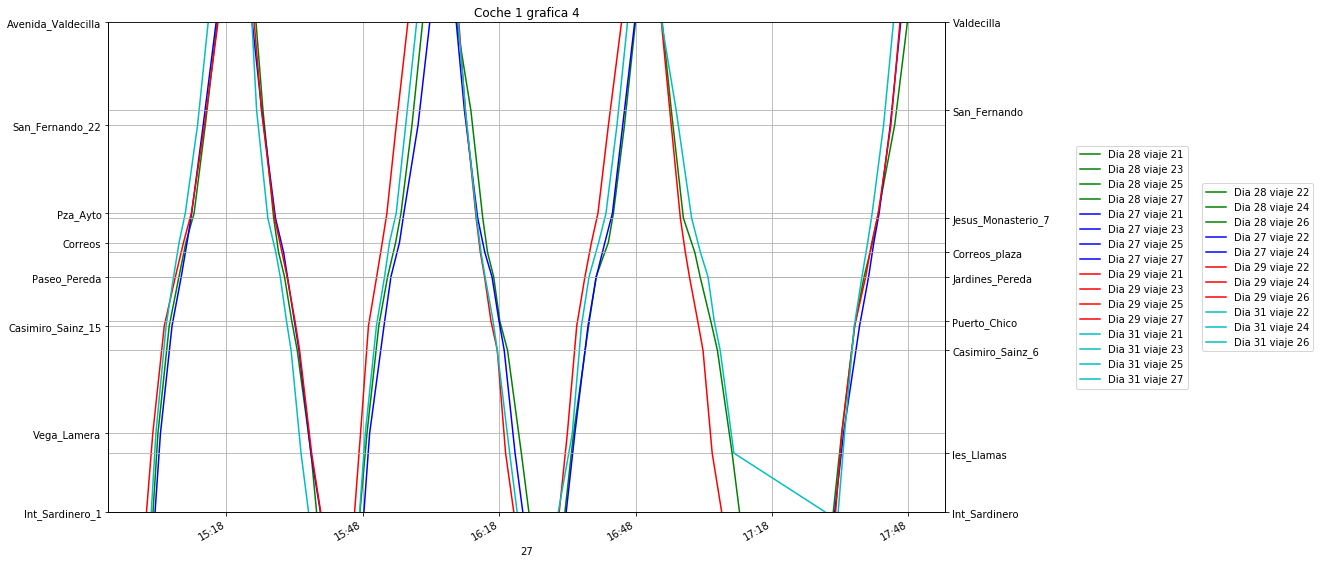 Coche 1 grafica 4
Avenida_Valdecilla
San_Fernando_22
Pza_Ayto
Correos
Paseo_Pereda
Casimiro_Sainz_15
Vega_Lamera
Int_Sardinero_1
Valdecilla
San_Fernando
Jesus_Monasterio_7
Correos_plaza
Jardines_Pereda
Puerto_Chico
Casimiro_Sainz_6
Ies_Llamas
Int_Sardinero
15:18
15:48
16:18
16:48
17:18
17:48
27
Dia 28 viaje 21
Dia 28 viaje 23
Dia 28 viaje 25
Dia 28 viaje 27
Dia 27 viaje 21
Dia 27 viaje 23
Dia 27 viaje 25
Dia 27 viaje 27
Dia 29 viaje 21
Dia 29 viaje 23
Dia 29 viaje 25
Dia 29 viaje 27
Dia 31 viaje 21
Dia 31 viaje 23
Dia 31 viaje 25
Dia 31 viaje 27
Dia 28 viaje 22
Dia 28 viaje 24
Dia 28 viaje 26
Dia 27 viaje 22
Dia 27 viaje 24
Dia 29 viaje 22
Dia 29 viaje 24
Dia 29 viaje 26
Dia 31 viaje 22
Dia 31 viaje 24
Dia 31 viaje 26